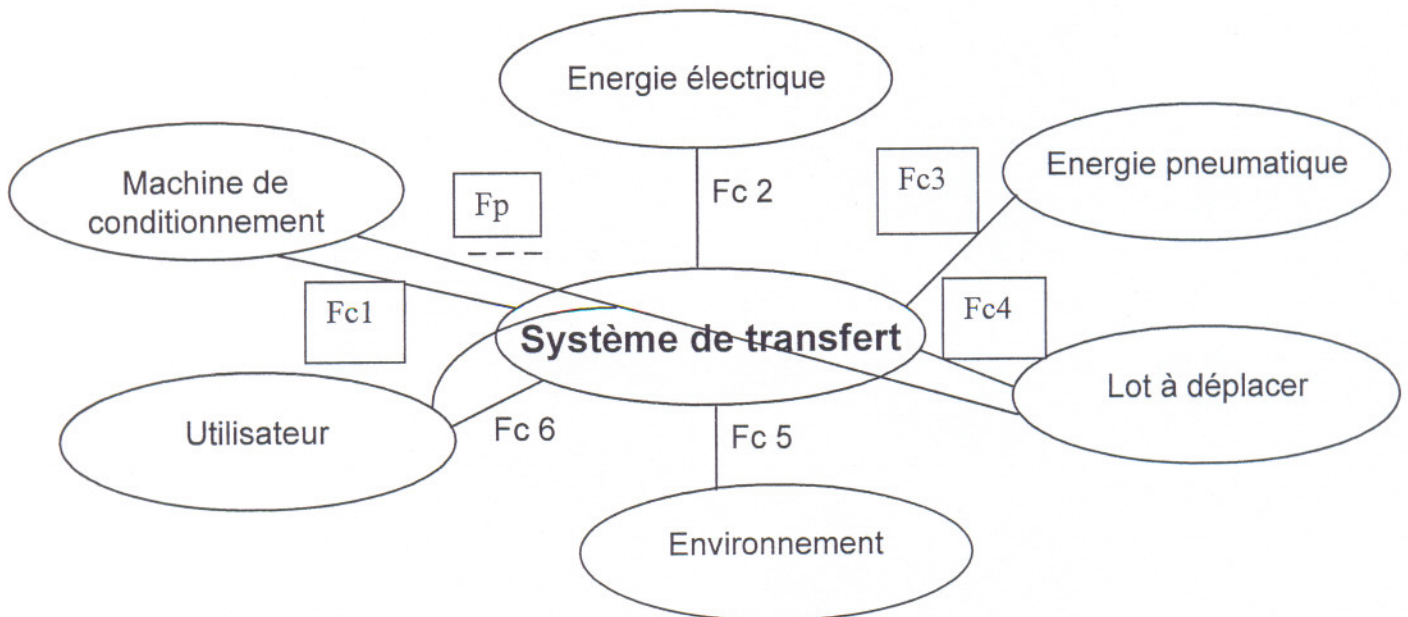 Energie électrique
Energie pneumatique
Machine de
conditionnement
Fp
Fc 2
Fc3
Fc1
Fc4
Système de transfert
Lot à déplacer
Utilisateur
Fc 6
Fc 5
Environnement